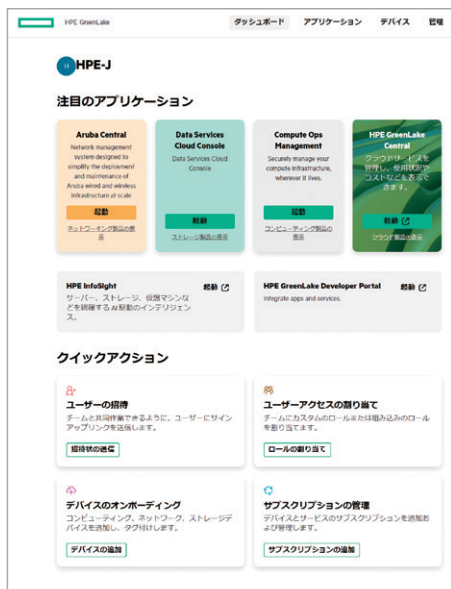 HPE GreenLake
ダッシュボード
アプリケーション
デバイス
管理
H
HPE-J
注目のアプリケーション
Aruba Central
Network management
system designed to
simplify the deployment
and maintenance of
Aruba wired and wireless
infrastructure at scale
起動
ネットワーキング製品の表
示
Data Services
Cloud Console
Data Services Cloud
Console
起動
ストレージ製品の表示
Compute Ops
Management
Securely manage your
compute infrastructure,
wherever it lives.
起動
コンピューティング製品の
表示
HPE GreenLake
Central
クラウドサービスを
管理し、使用状況や
コストなどを表示で
きます。
起動
クラウド製品の表示
HPE InfoSight
起動
サーバー、ストレージ、仮想マシンな
どを網羅する AI 駆動のインテリジェン
ス。
HPE GreenLake Developer Portal
起動
Integrate apps and services.
クイックアクション
ユーザーの招待
チームと共同作業できるように、ユーザーにサイン
アップリンクを送信します。
招待状の送信
ユーザーアクセスの割り当て
チームにカスタムのロールまたは組み込みのロール
を割り当てます。
ロールの割り当て
デバイスのオンボーディング
コンピューティング、ネットワーク、ストレージデ
バイスを追加し、タグ付けします。
デバイスの追加
サブスクリプションの管理
デバイスとサービスのサブスクリプションを追加お
よび管理します。
サブスクリプションの追加